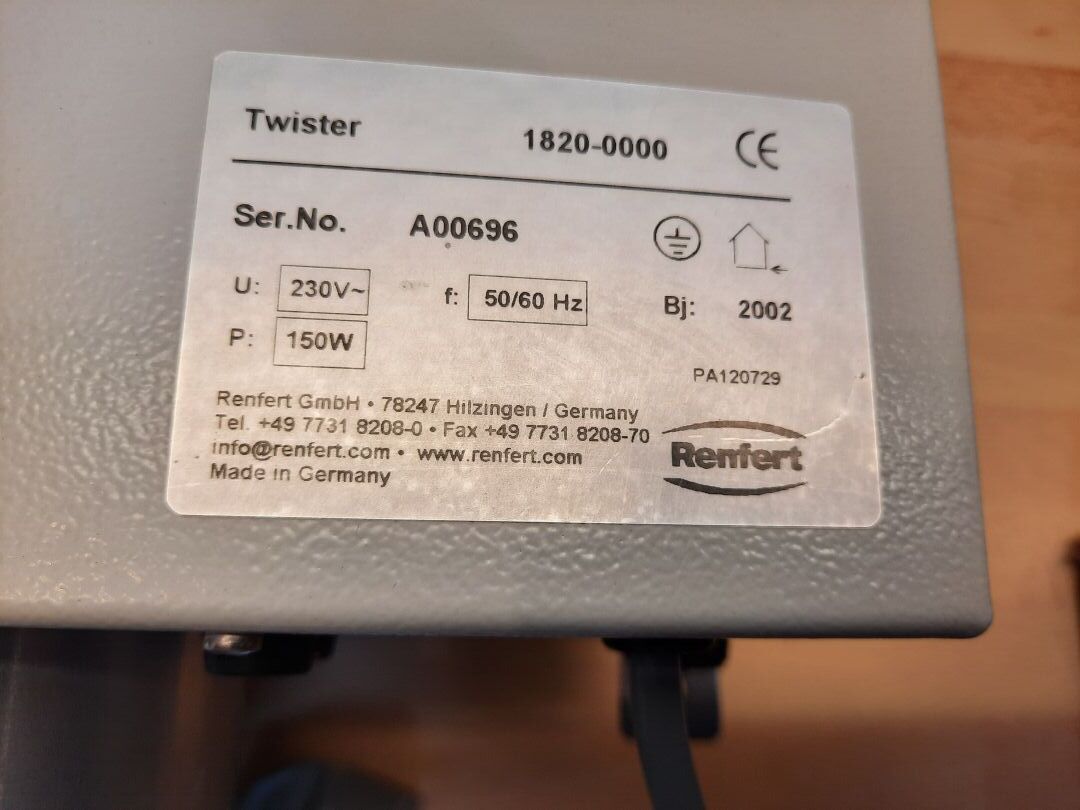 Twister 1820-0000 CE
Ser.No. A00696
U: 230V~ f: 50/60 Hz Bj: 2002
P: 150W
PA120729
Renfert GmbH • 78247 Hilzingen / Germany
Tel. +49 7731 8208-0 • Fax +49 7731 8208-70
info@renfert.com • www.renfert.com
Made in Germany
Renfert